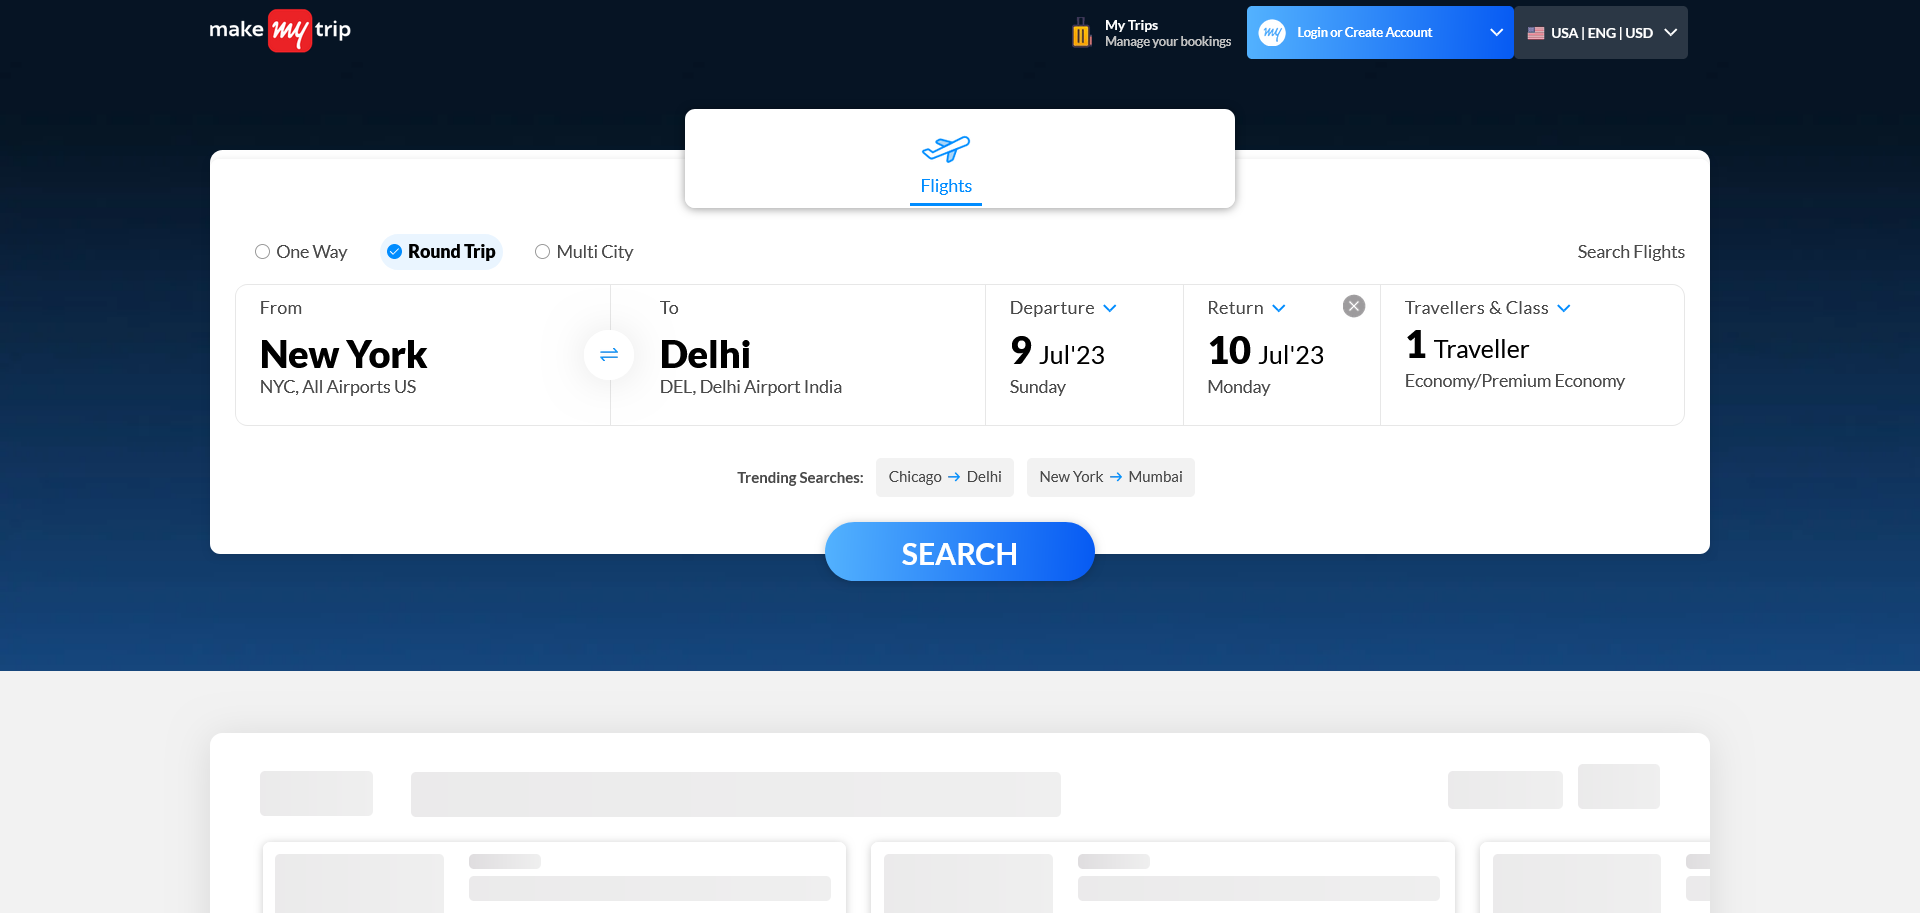 make my trip
My Trips
Manage your bookings
my
Login or Create Account
USA | ENG | USD
Flights
One Way
Round Trip
Multi City
Search Flights
From
New York
NYC, All Airports US
To
Delhi
DEL, Delhi Airport India
Departure
9 Jul'23
Sunday
Return
10 Jul'23
Monday
Travellers & Class
1 Traveller
Economy/Premium Economy
Trending Searches:
Chicago → Delhi
New York → Mumbai
SEARCH